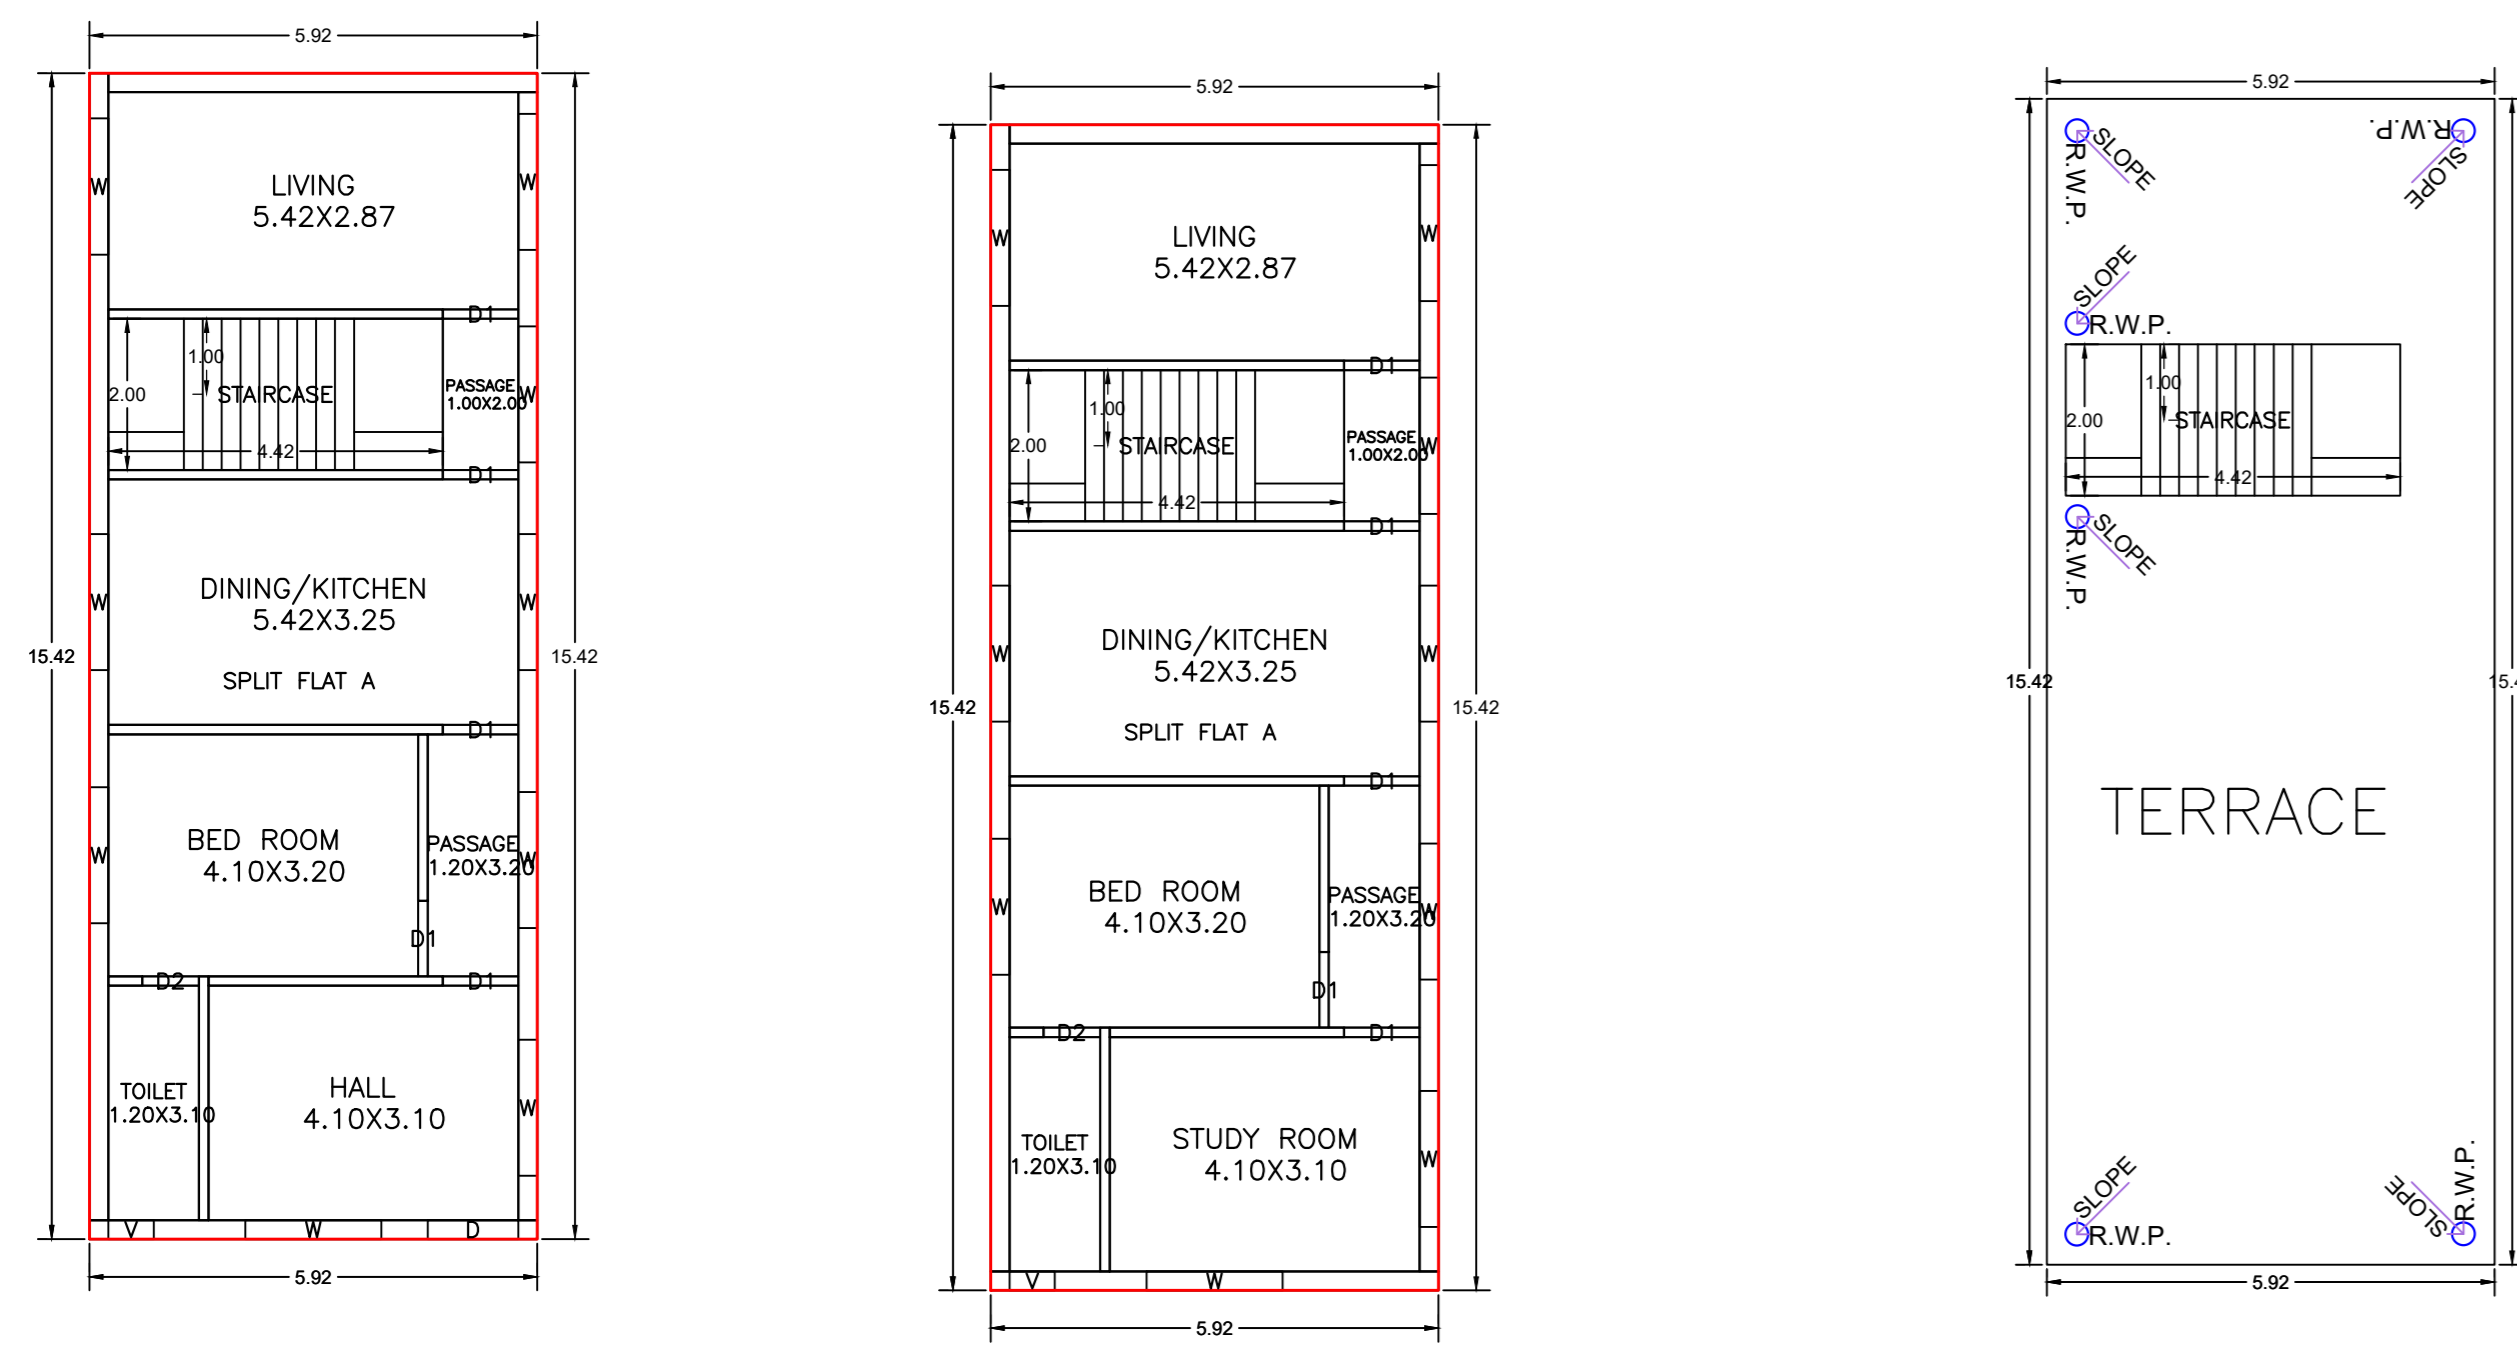 5.92
W
LIVING
5.42X2.87
W
D1
1.00
2.00
STAIRCASE
PASSAGE
1.00X2.00
W
4.42
D1
W
DINING/KITCHEN
5.42X3.25
W
15.42
15.42
SPLIT FLAT A
D1
W
BED ROOM
4.10X3.20
PASSAGE
1.20X3.20
W
D1
D2
D1
TOILET
1.20X3.10
HALL
4.10X3.10
W
V
W
D
5.92
5.92
W
LIVING
5.42X2.87
W
D1
1.00
2.00
STAIRCASE
PASSAGE
1.00X2.00
W
4.42
D1
W
DINING/KITCHEN
5.42X3.25
W
15.42
15.42
SPLIT FLAT A
D1
W
BED ROOM
4.10X3.20
PASSAGE
1.20X3.20
W
D1
D2
D1
TOILET
1.20X3.10
STUDY ROOM
4.10X3.10
W
V
W
5.92
5.92
R.W.P.
SLOPE
R.W.P.
SLOPE
SLOPE
R.W.P.
1.00
2.00
STAIRCASE
4.42
SLOPE
R.W.P.
15.42
TERRACE
SLOPE
R.W.P.
SLOPE
R.W.P.
5.92